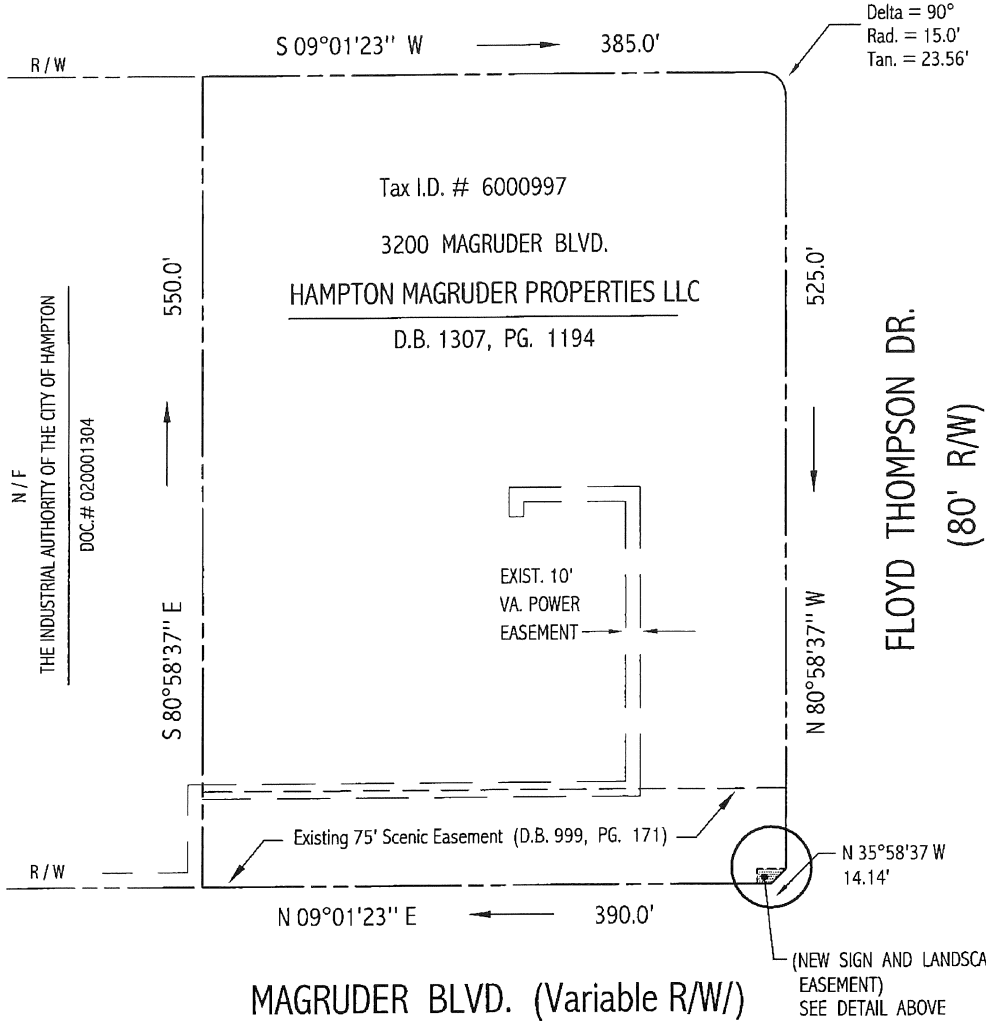 Delta = 90°
Rad. = 15.0'
Tan. = 23.56'
S 09°01'23" W
385.0'
R/W
Tax I.D. # 6000997
3200 MAGRUDER BLVD.
HAMPTON MAGRUDER PROPERTIES LLC
D.B. 1307, PG. 1194
550.0'
S 80°58'37" E
N/F
THE INDUSTRIAL AUTHORITY OF THE CITY OF HAMPTON
DOC.# 020001304
525.0'
N 80°58'37" W
FLOYD THOMPSON DR.
(80' R/W)
EXIST. 10'
VA. POWER
EASEMENT
Existing 75' Scenic Easement (D.B. 999, PG. 171)
R/W
N 35°58'37 W
14.14'
N 09°01'23" E
390.0'
(NEW SIGN AND LANDSCA
EASEMENT)
SEE DETAIL ABOVE
MAGRUDER BLVD. (Variable R/W/)